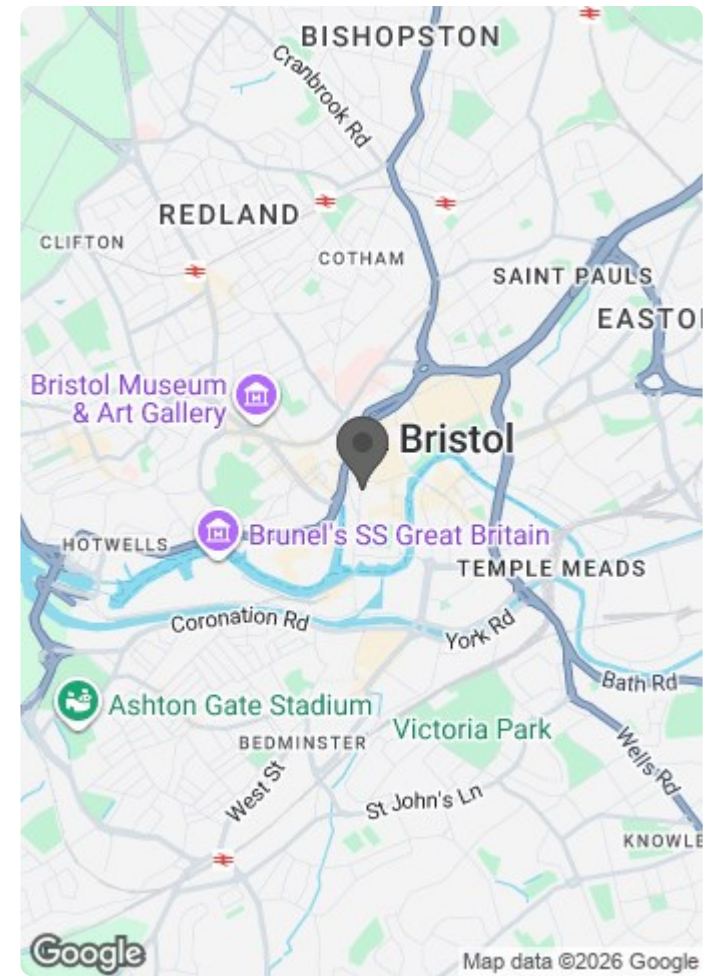 BISHOPSTON
Cranbrook Rd
REDLAND
CLIFTON
COTHAM
SAINT PAULS
EASTO
Bristol Museum
& Art Gallery
Bristol
Brunel's SS Great Britain
HOTWELLS
TEMPLE MEADS
Coronation Rd
York Rd
Bath Rd
Ashton Gate Stadium
Victoria Park
BEDMINSTER
Wells Rd
West St
St John's Ln
KNOWLE
Google
Map data ©2026 Google